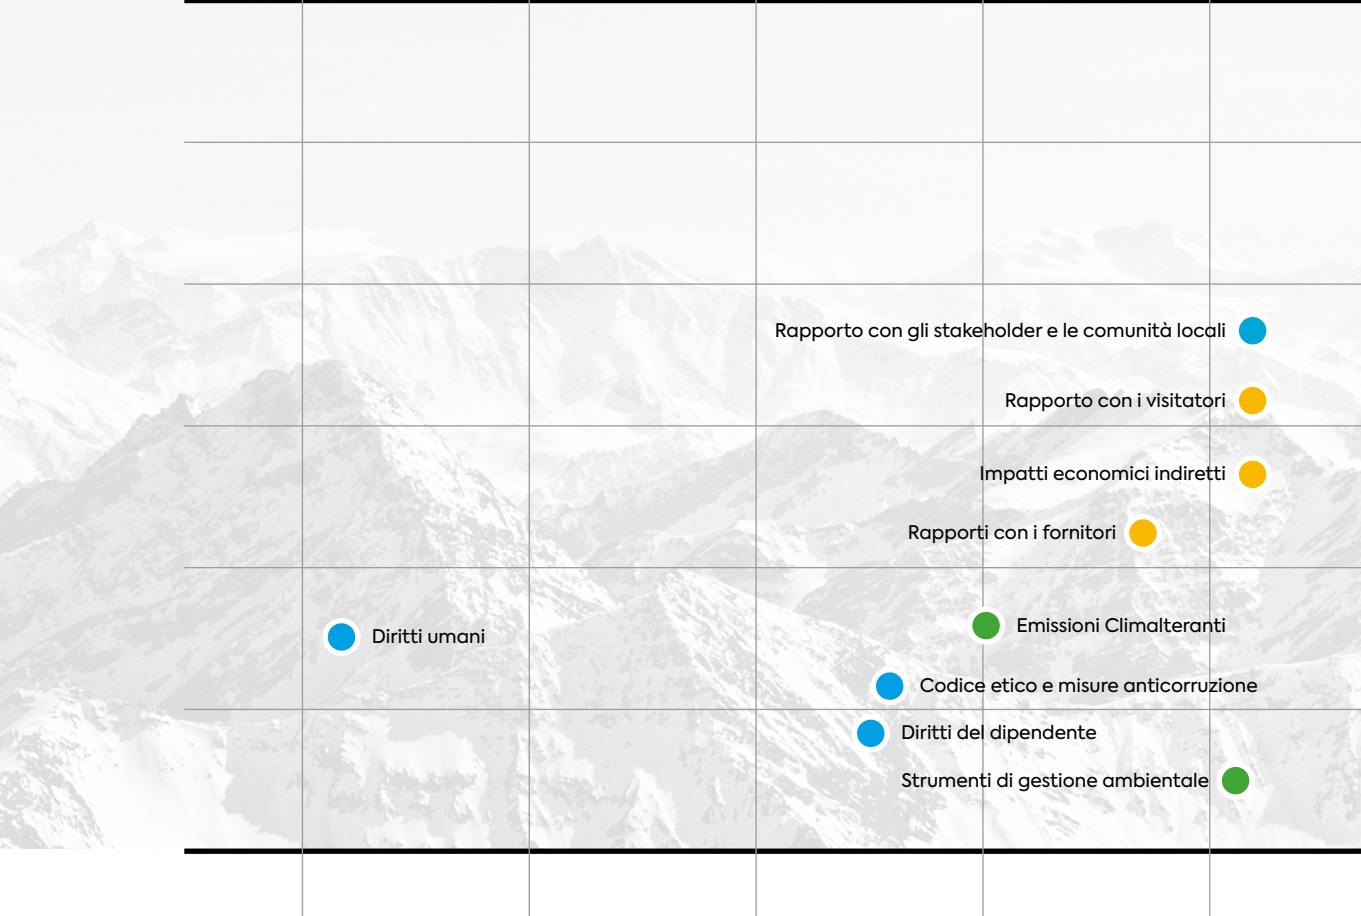 Rapporto con gli stakeholder e le comunità locali
Rapporto con i visitatori
Impatti economici indiretti
Rapporti con i fornitori
Emissioni Climalteranti
Diritti umani
Codice etico e misure anticorruzione
Diritti del dipendente
Strumenti di gestione ambientale